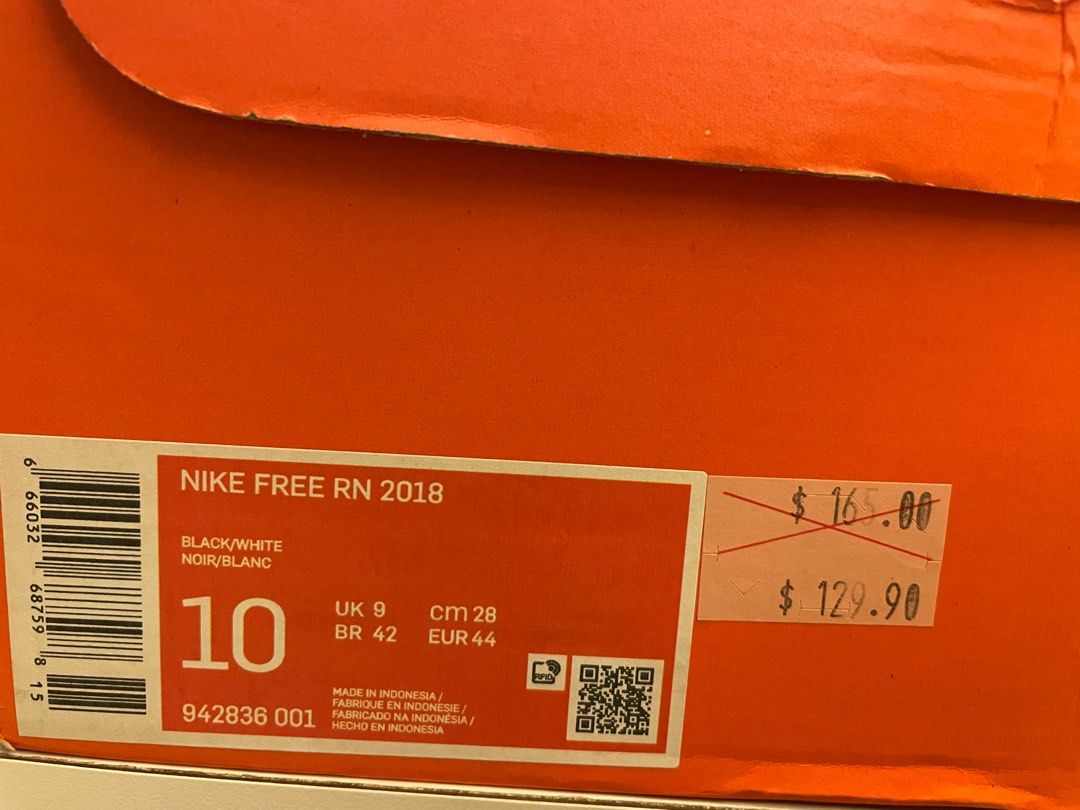 6 66032 68759 8 15
NIKE FREE RN 2018
BLACK/WHITE
NOIR/BLANC
10
UK 9 cm 28
BR 42 EUR 44
942836 001
MADE IN INDONESIA /
FABRIQUE EN INDONESIE /
FABRICADO NA INDONÉSIA /
HECHO EN INDONESIA
RFID
$ 165.00
$ 129.90